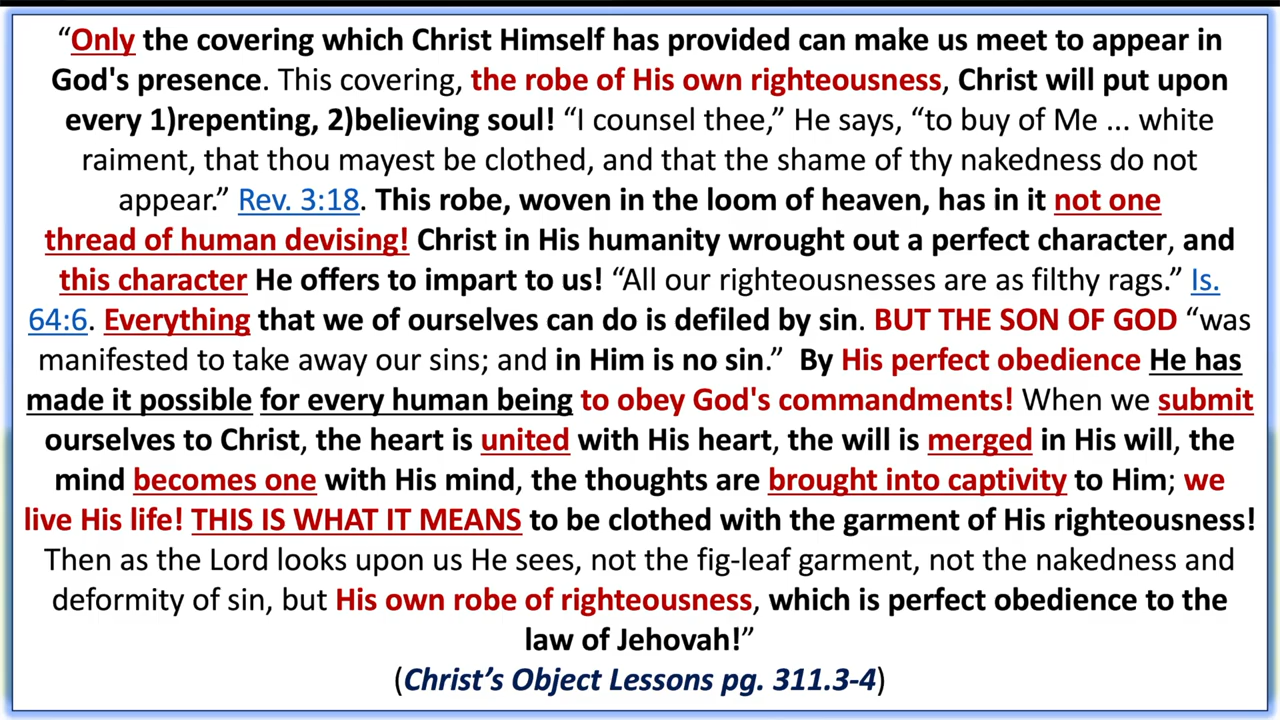 “Only the covering which Christ Himself has provided can make us meet to appear in
God's presence. This covering, the robe of His own righteousness, Christ will put upon
every 1)repenting, 2)believing soul! “I counsel thee,” He says, “to buy of Me ... white
raiment, that thou mayest be clothed, and that the shame of thy nakedness do not
appear.” Rev. 3:18. This robe, woven in the loom of heaven, has in it not one
thread of human devising! Christ in His humanity wrought out a perfect character, and
this character He offers to impart to us! “All our righteousnesses are as filthy rags.” Is.
64:6. Everything that we of ourselves can do is defiled by sin. BUT THE SON OF GOD “was
manifested to take away our sins; and in Him is no sin.” By His perfect obedience He has
made it possible for every human being to obey God's commandments! When we submit
ourselves to Christ, the heart is united with His heart, the will is merged in His will, the
mind becomes one with His mind, the thoughts are brought into captivity to Him; we
live His life! THIS IS WHAT IT MEANS to be clothed with the garment of His righteousness!
Then as the Lord looks upon us He sees, not the fig-leaf garment, not the nakedness and
deformity of sin, but His own robe of righteousness, which is perfect obedience to the
law of Jehovah!”
(Christ’s Object Lessons pg. 311.3-4)